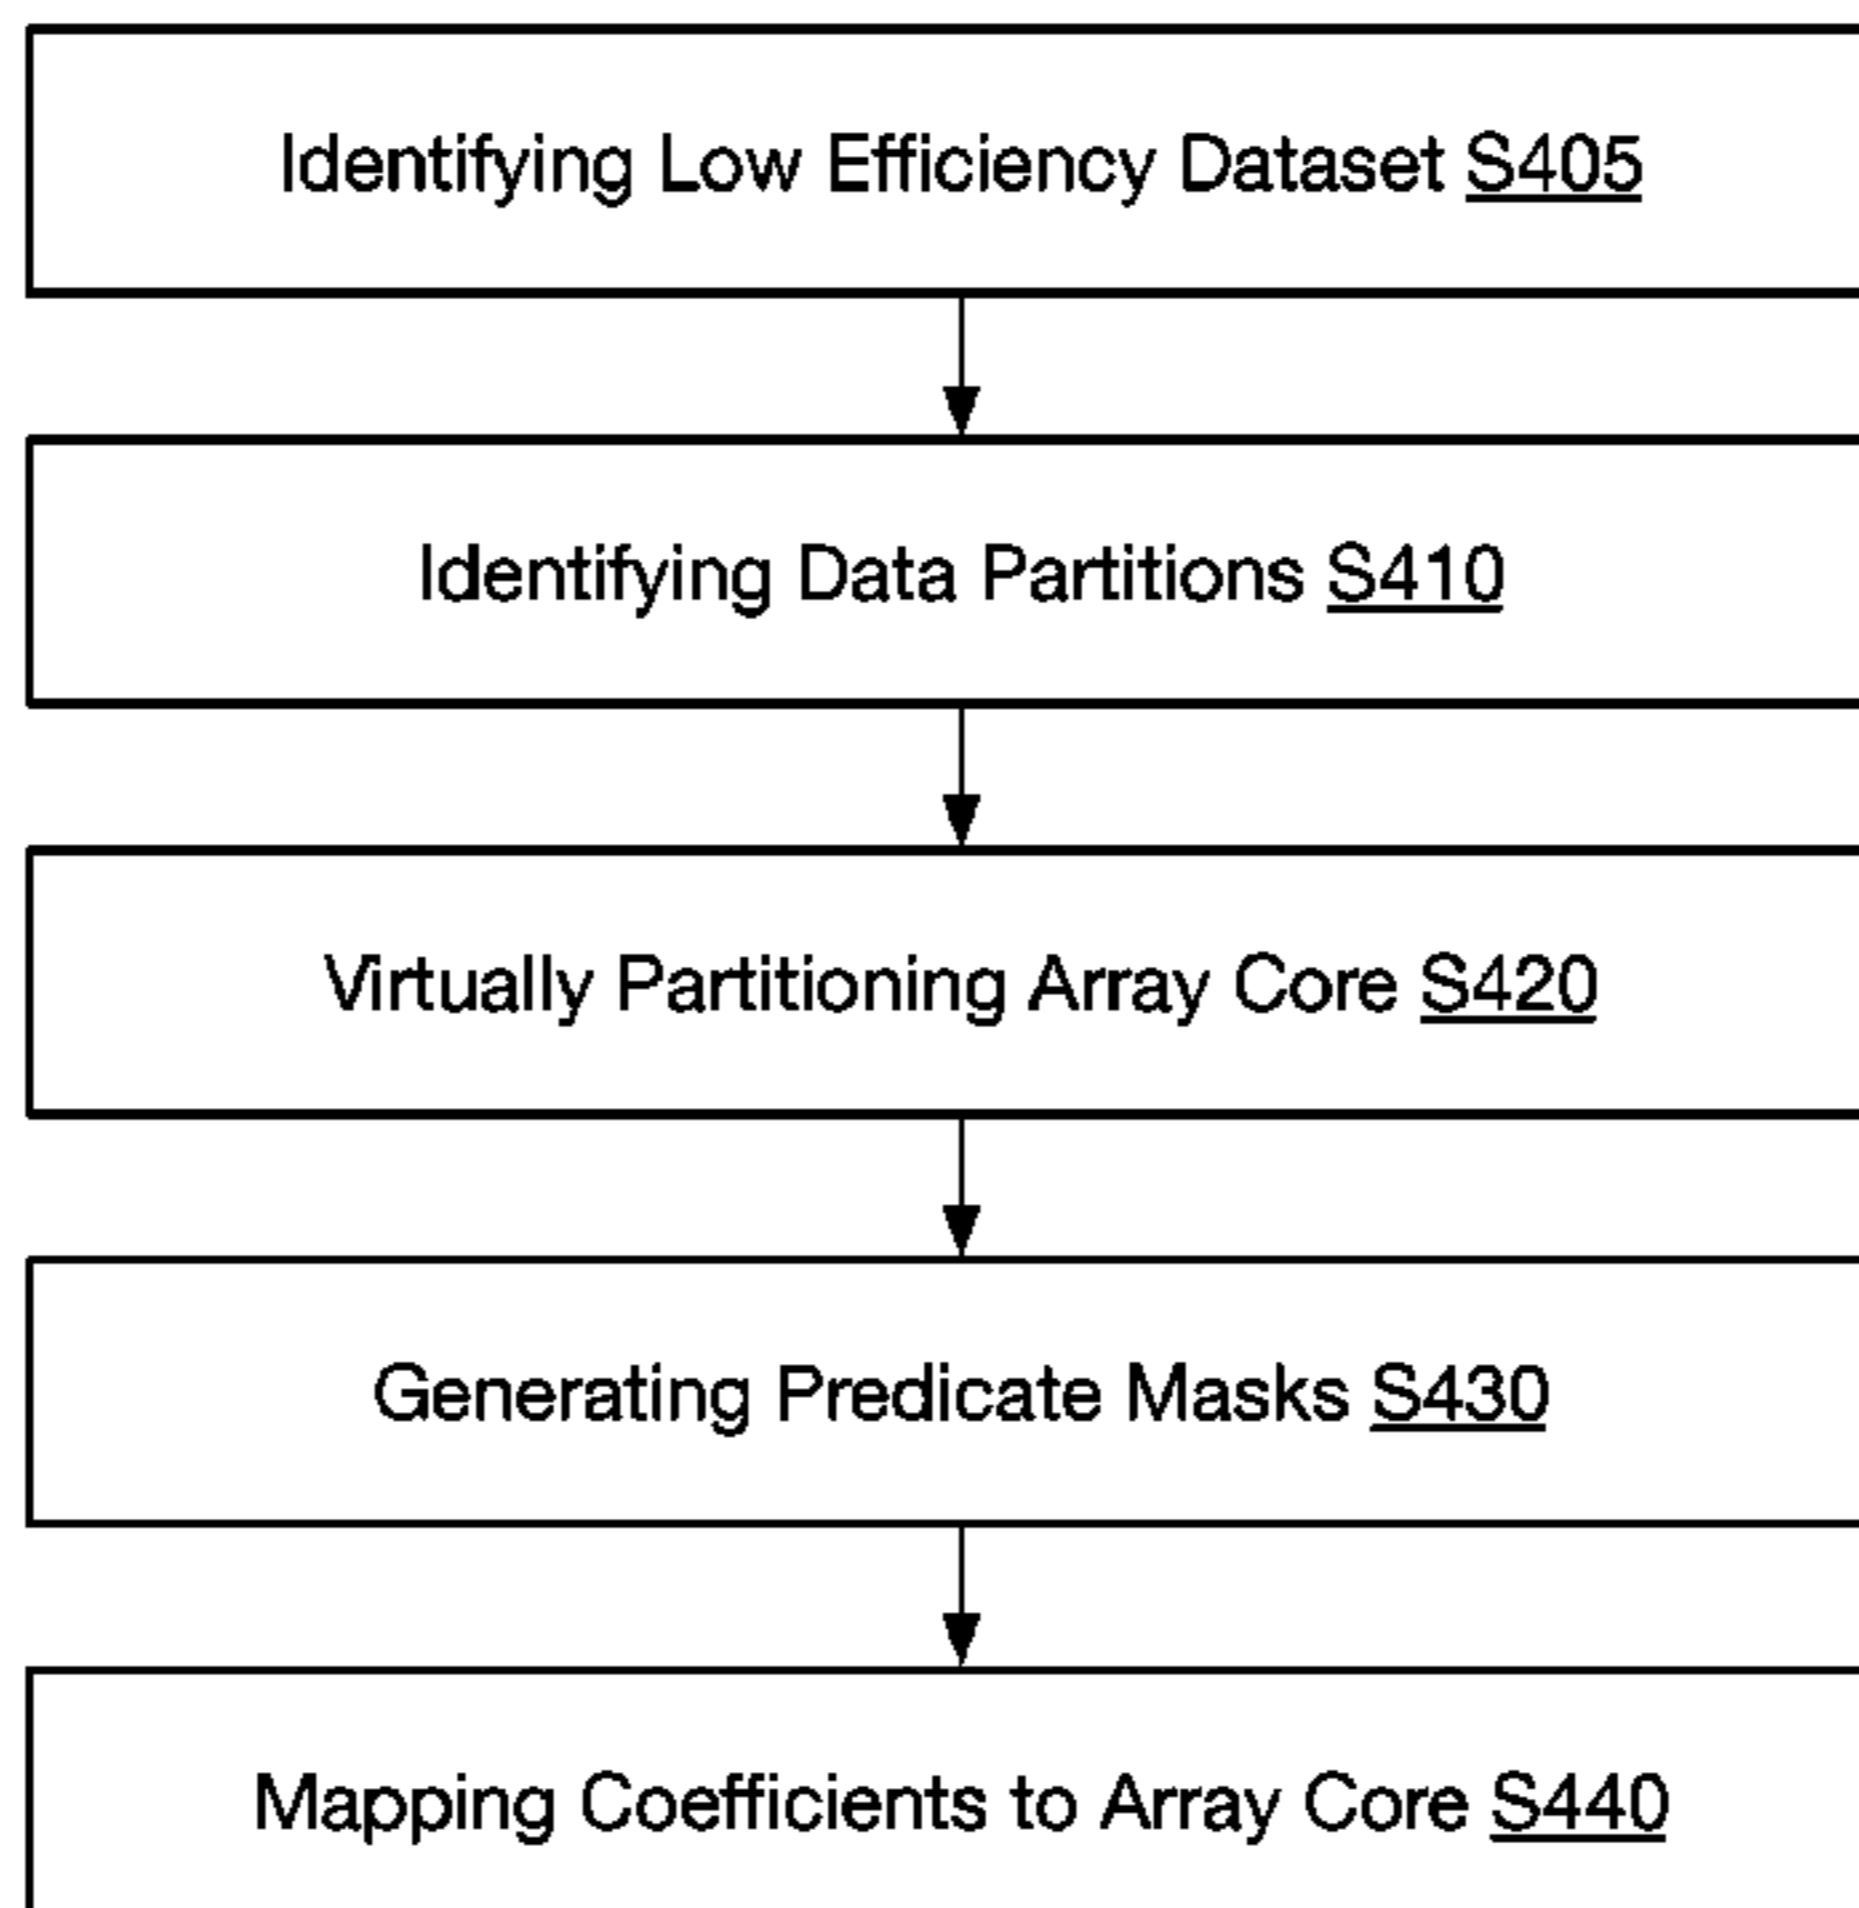 Identifying Low Efficiency Dataset S405
Identifying Data Partitions S410
Virtually Partitioning Array Core S420
Generating Predicate Masks S430
Mapping Coefficients to Array Core S440